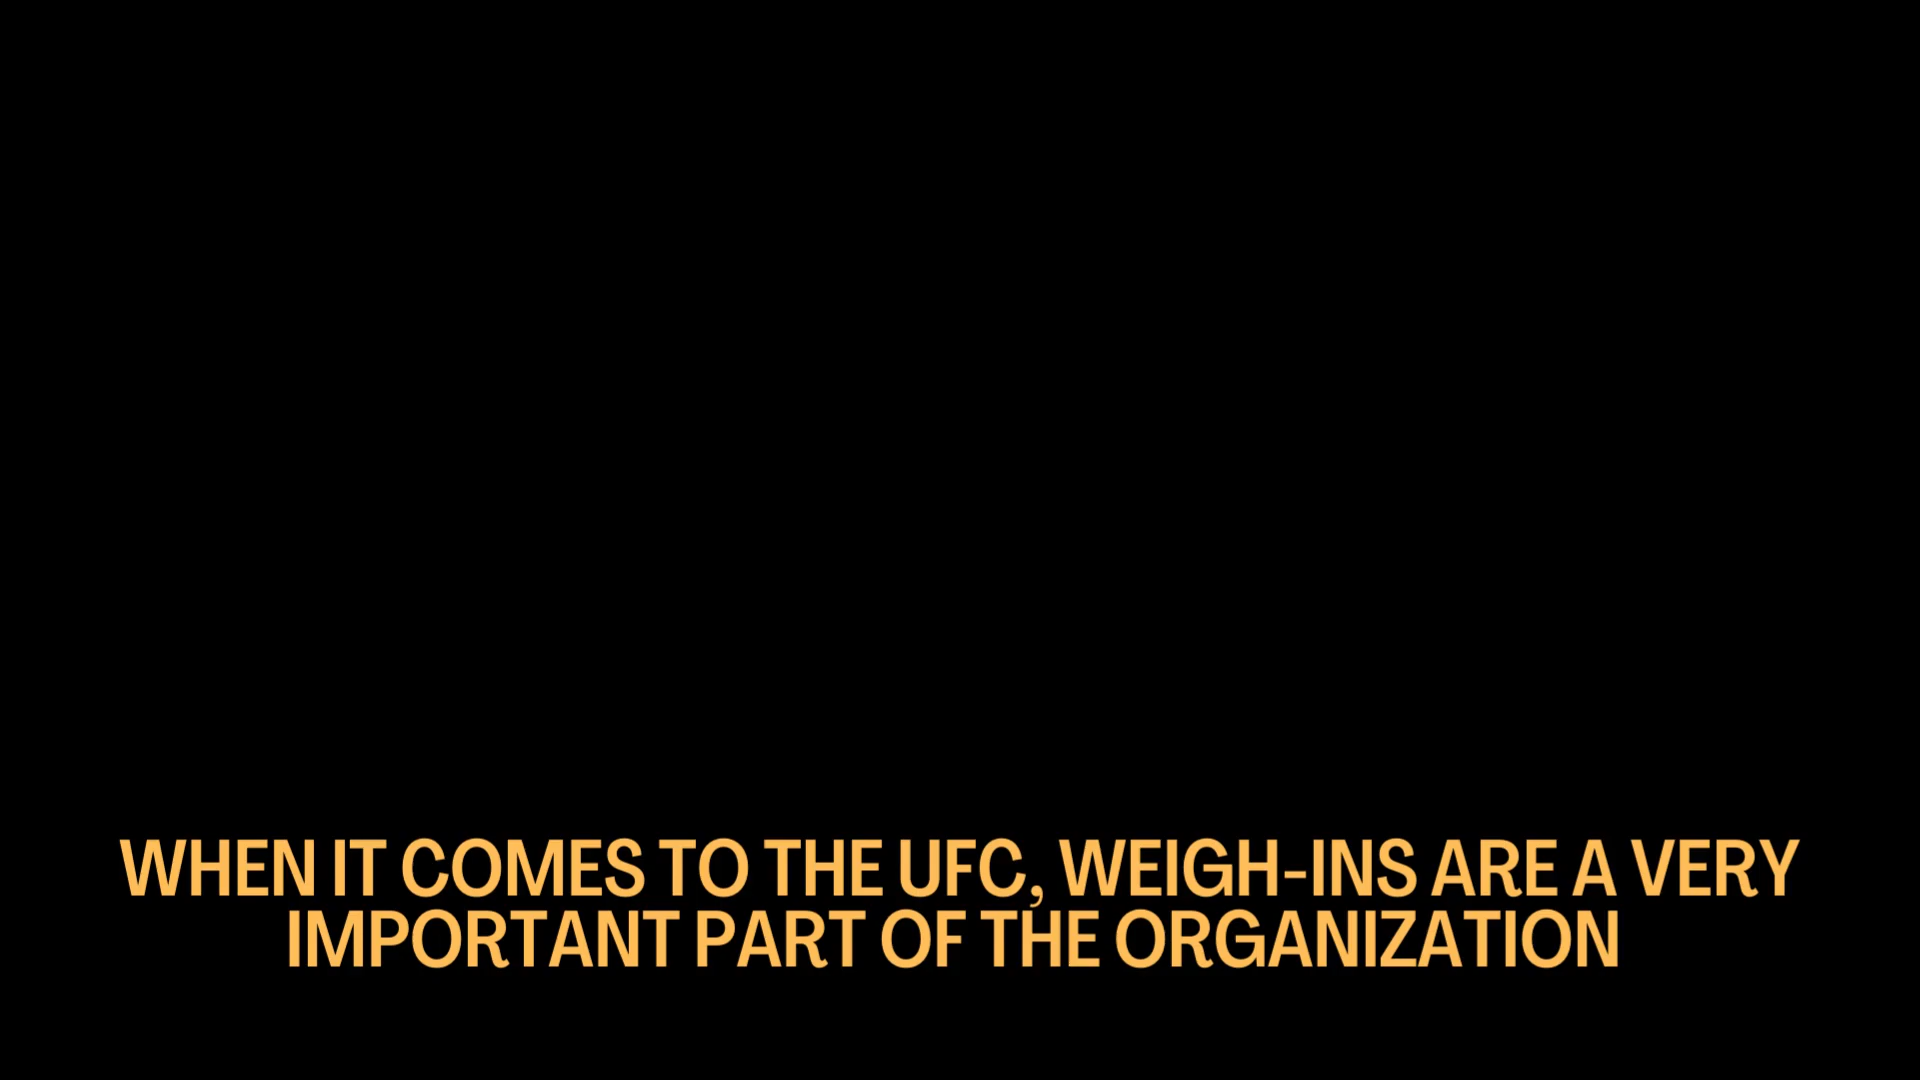 WHEN IT COMES TO THE UFC, WEIGH-INS ARE A VERY
IMPORTANT PART OF THE ORGANIZATION